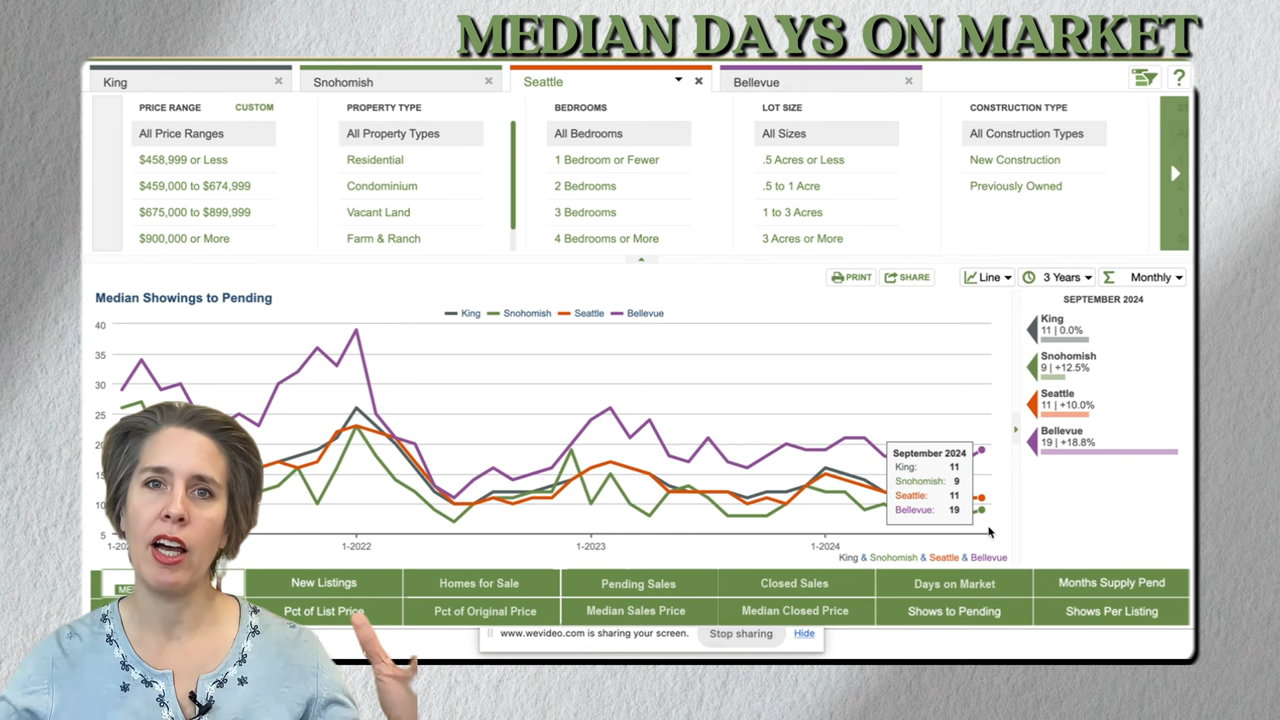 MEDIAN DAYS ON MARKET
King Snohomish Seattle Bellevue ?
PRICE RANGE CUSTOM PROPERTY TYPE BEDROOMS LOT SIZE CONSTRUCTION TYPE
All Price Ranges All Property Types All Bedrooms All Sizes All Construction Types
$458,999 or Less Residential 1 Bedroom or Fewer .5 Acres or Less New Construction
$459,000 to $674,999 Condominium 2 Bedrooms .5 to 1 Acre Previously Owned
$675,000 to $899,999 Vacant Land 3 Bedrooms 1 to 3 Acres
$900,000 or More Farm & Ranch 4 Bedrooms or More 3 Acres or More
PRINT SHARE Line 3 Years Σ Monthly
Median Showings to Pending
King Snohomish Seattle Bellevue
40
35
30
25
15
10
5
1-2022 1-2023 1-2024
September 2024
King: 11
Snohomish: 9
Seattle: 11
Bellevue: 19
King & Snohomish & Seattle & Bellevue
SEPTEMBER 2024
King
11 | 0.0%
Snohomish
9 | +12.5%
Seattle
11 | +10.0%
Bellevue
19 | +18.8%
New Listings Homes for Sale Pending Sales Closed Sales Days on Market Months Supply Pend
Pct of List Price Pct of Original Price Median Sales Price Median Closed Price Shows to Pending Shows Per Listing
www.wevideo.com is sharing your screen. Stop sharing Hide